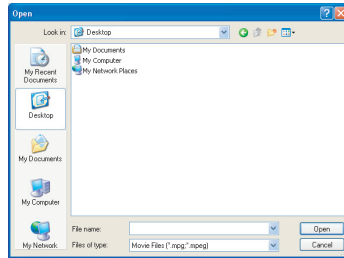 Open
Look in: Desktop
My Documents
My Computer
My Network Places
My Recent
Documents
Desktop
My Documents
My Computer
My Network
File name:
Open
Files of type: Movie Files (*.mpg;*.mpeg)
Cancel